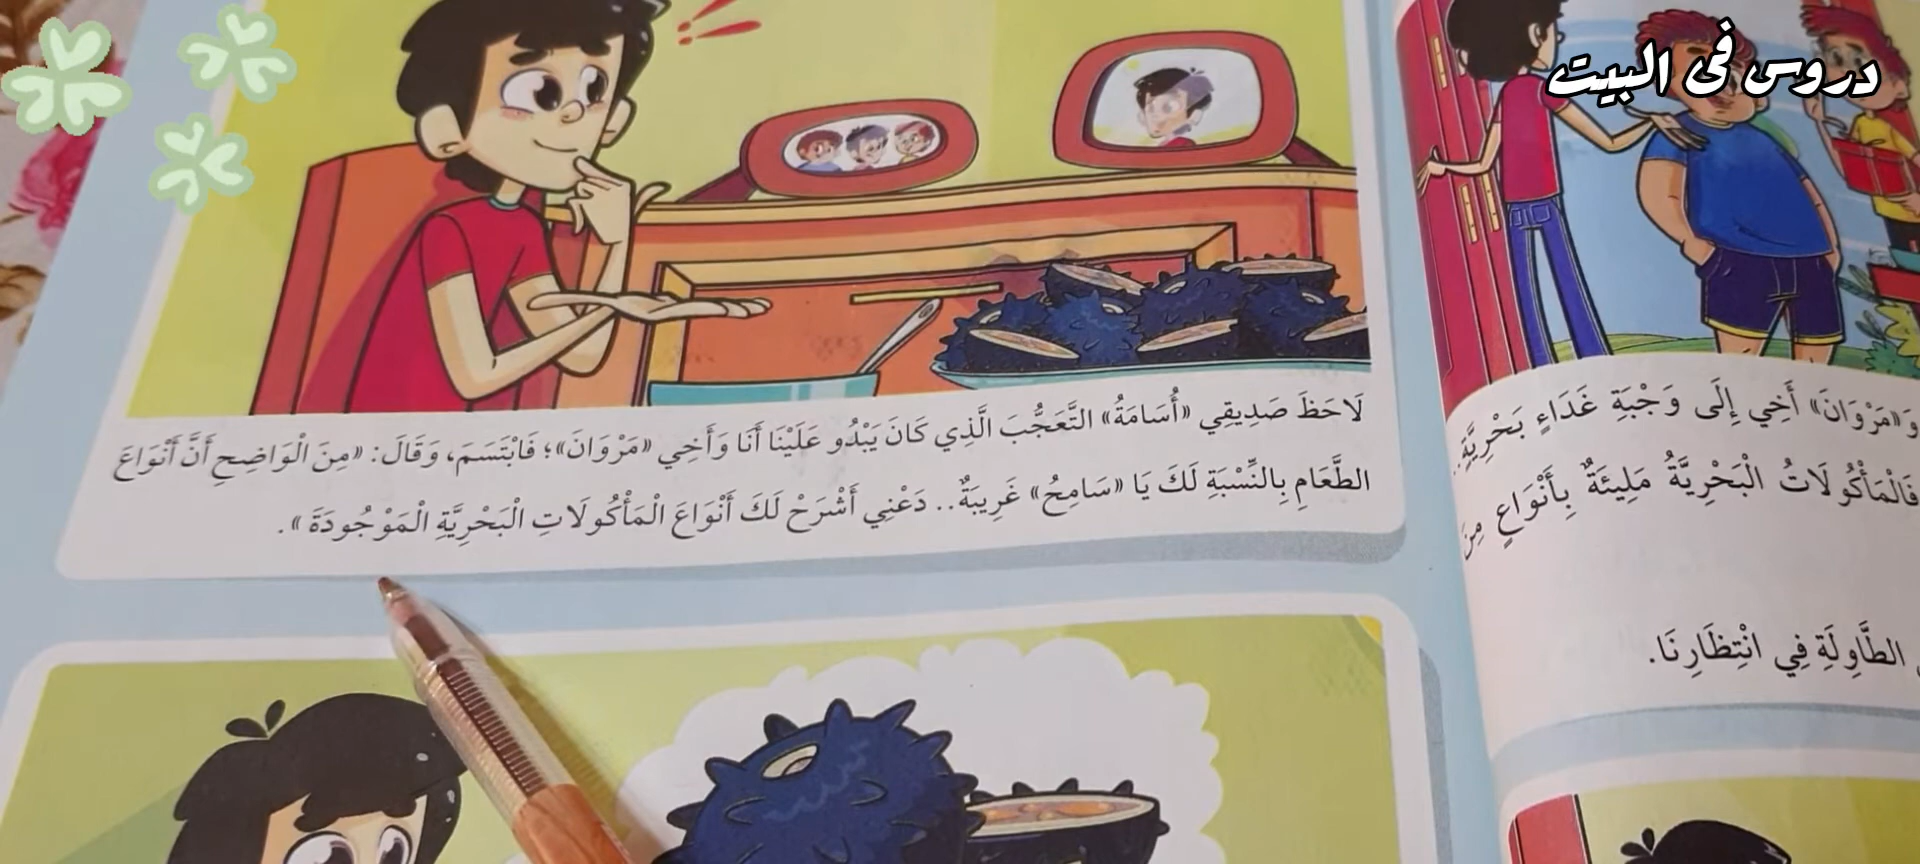 دروس فى البيت
لَاحَظَ صَدِيقِي «أُسَامَةُ» التَّعَجُّبَ الَّذِي كَانَ يَبْدُو عَلَيْنَا أَنَا وَأَخِي «مَرْوَانَ»؛ فَابْتَسَمَ، وَقَالَ: «مِنَ الْوَاضِحِ أَنَّ أَنْوَاعَ
الطَّعَامِ بِالنِّسْبَةِ لَكَ يَا «سَامِحُ» غَرِيبَةٌ.. دَعْنِي أَشْرَحْ لَكَ أَنْوَاعَ الْمَأْكُولَاتِ الْبَحْرِيَّةِ الْمَوْجُودَةَ».
وَ«مَرْوَانَ» أَخِي إِلَى وَجْبَةِ غَدَاءٍ بَحْرِيَّةٍ..
فَالْمَأْكُولَاتُ الْبَحْرِيَّةُ مَلِيئَةٌ بِأَنْوَاعٍ مِنَ
الطَّاوِلَةِ فِي انْتِظَارِنَا.